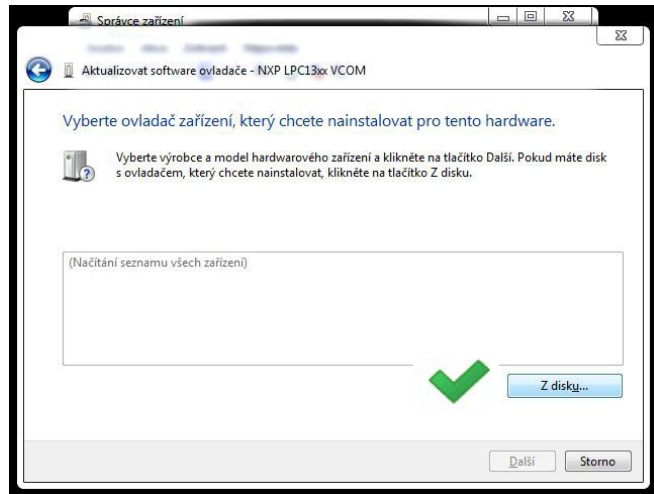 Správce zařízení
Aktualizovat software ovladače - NXP LPC13xx VCOM
Vyberte ovladač zařízení, který chcete nainstalovat pro tento hardware.
Vyberte výrobce a model hardwarového zařízení a klikněte na tlačítko Další. Pokud máte disk
s ovladačem, který chcete nainstalovat, klikněte na tlačítko Z disku.
(Načítání seznamu všech zařízení)
Z disku...
Další Storno